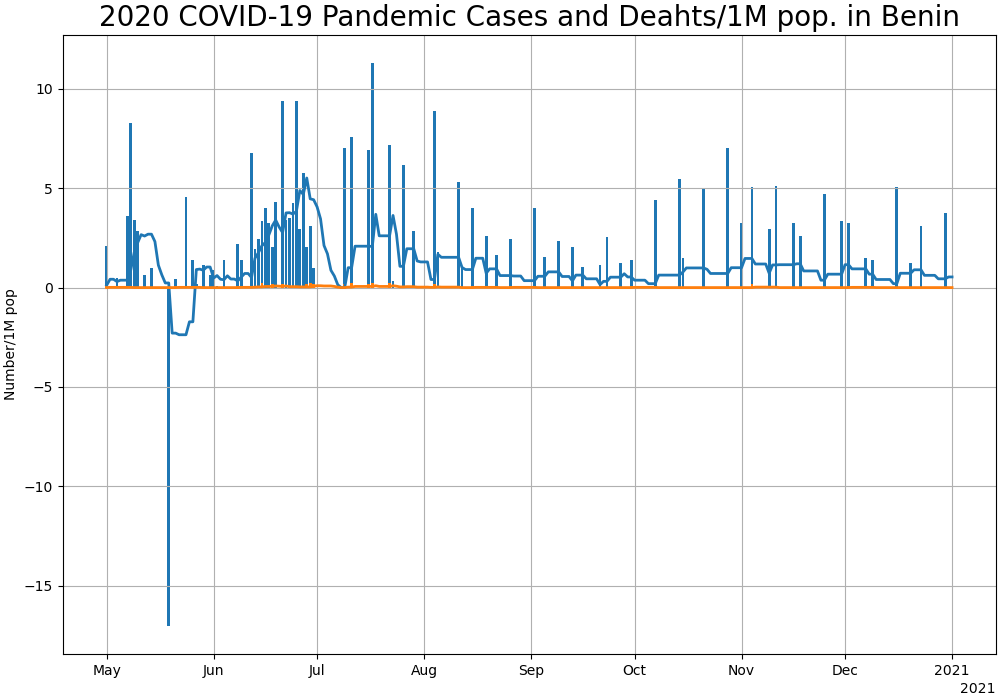 2020 COVID-19 Pandemic Cases and Deahts/1M pop. in Benin
Number/1M pop
10
5
0
−5
−10
−15
May Jun Jul Aug Sep Oct Nov Dec 2021
2021